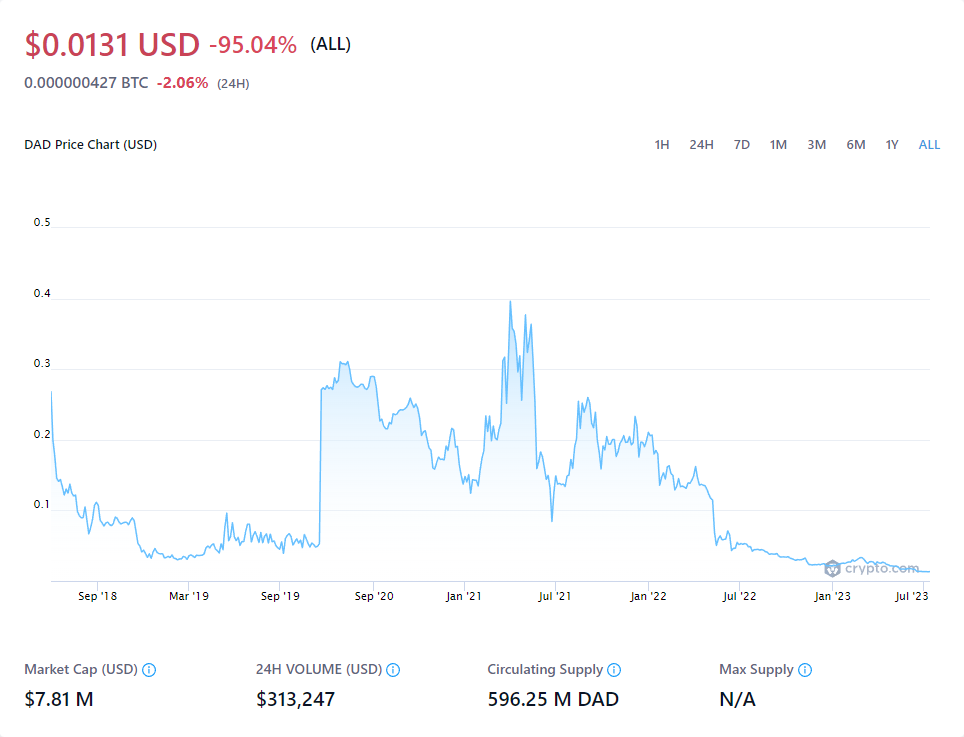 $0.0131 USD -95.04% (ALL)
0.000000427 BTC -2.06% (24H)
DAD Price Chart (USD) 1H 24H 7D 1M 3M 6M 1Y ALL
0.5
0.4
0.3
0.2
0.1
crypto.com
Sep '18 Mar '19 Sep '19 Sep '20 Jan '21 Jul '21 Jan '22 Jul '22 Jan '23 Jul '23
Market Cap (USD) 24H VOLUME (USD) Circulating Supply Max Supply
$7.81 M $313,247 596.25 M DAD N/A